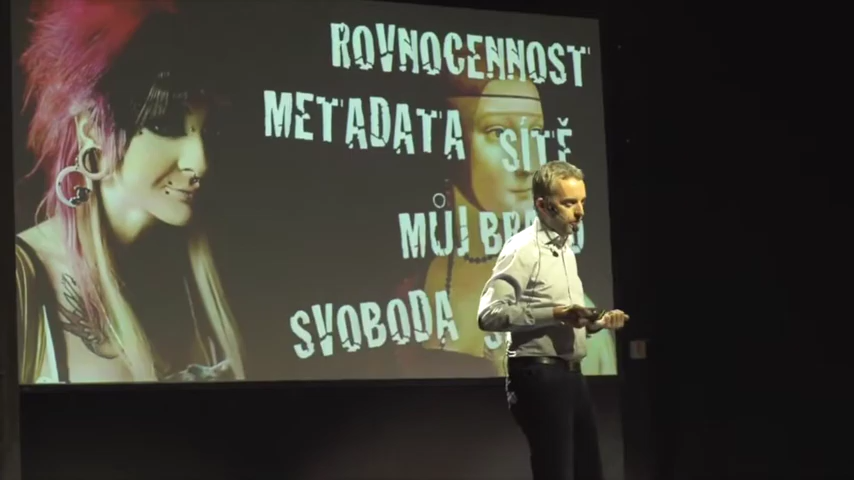 ROVNOCENNOST
METADATA
SÍTĚ
MŮJ
SVOBODA